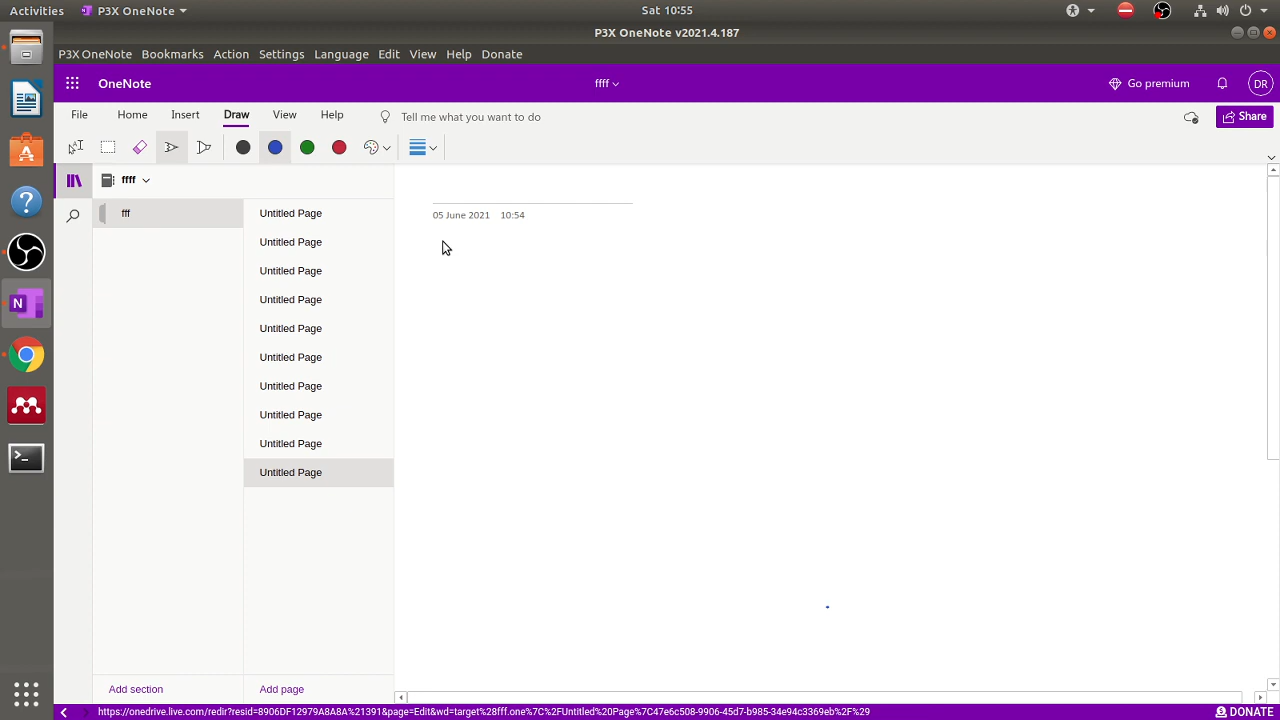 Activities P3X OneNote Sat 10:55
P3X OneNote v2021.4.187
P3X OneNote Bookmarks Action Settings Language Edit View Help Donate
OneNote ffff Go premium DR
File Home Insert Draw View Help Tell me what you want to do Share
ffff
fff
Untitled Page
Untitled Page
Untitled Page
Untitled Page
Untitled Page
Untitled Page
Untitled Page
Untitled Page
Untitled Page
Untitled Page
05 June 2021 10:54
Add section Add page
https://onedrive.live.com/redir?resid=8906DF12979A8A8A%21391&page=Edit&wd=target%28fff.one%7C%2FUntitled%20Page%7C47e6c508-9906-45d7-b985-34e94c3369eb%2F%29 DONATE